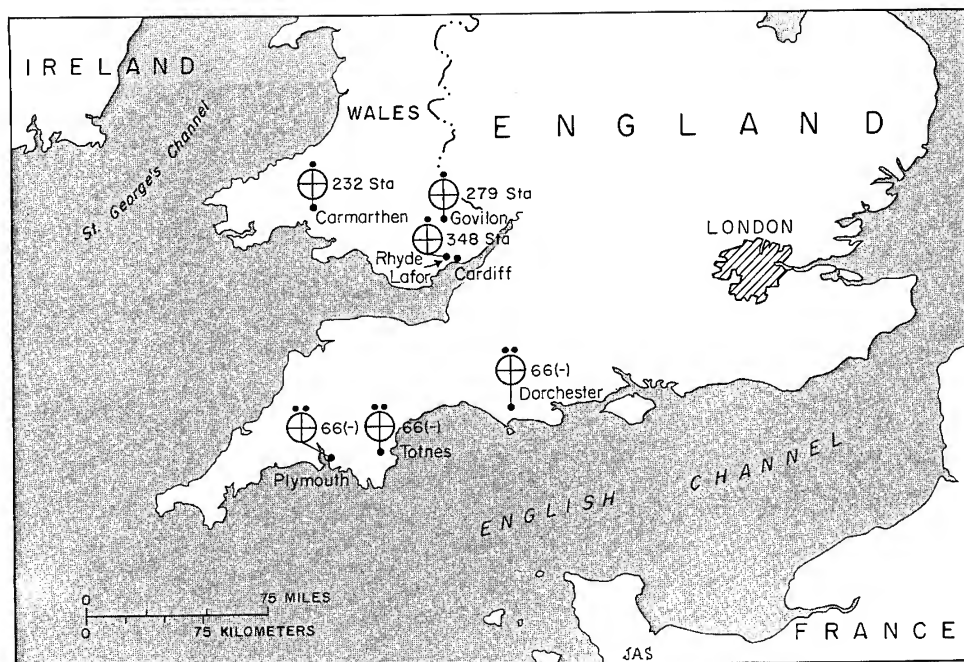 IRELAND
WALES
ENGLAND
St. George's Channel
232 Sta
Carmarthen
279 Sta
Govilon
348 Sta
Rhyde
Lafor
Cardiff
LONDON
66(-)
Dorchester
66(-)
66(-)
Totnes
Plymouth
ENGLISH CHANNEL
0 75 MILES
0 75 KILOMETERS
FRANCE
JAS